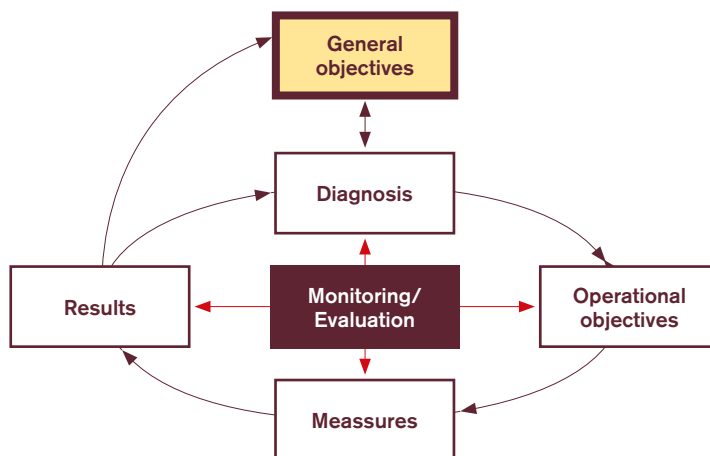 General
objectives
Diagnosis
Results
Monitoring/
Evaluation
Operational
objectives
Meassures